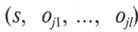 (s, o_{j1}, ..., o_{jl})